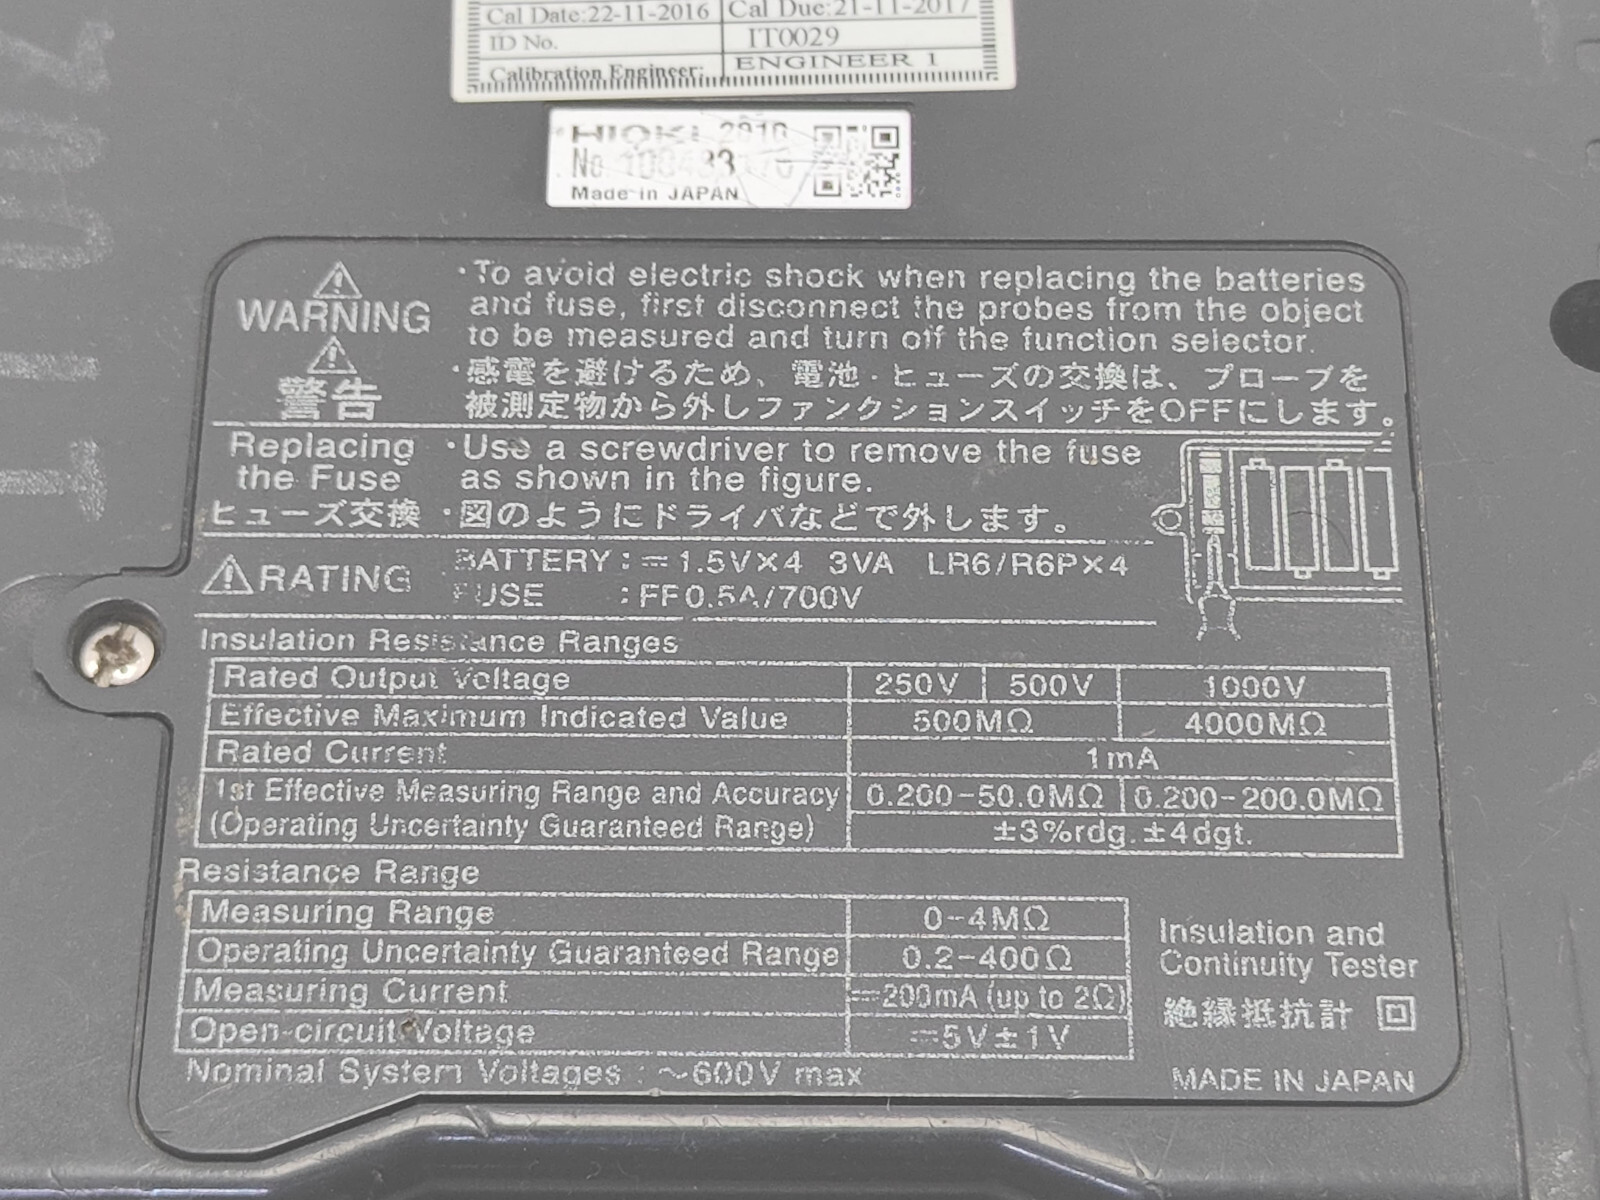 Cal Date:22-11-2016 Cal Due:21-11-2017
ID No. IT0029
Calibration Engineer: ENGINEER 1
HIOKI 2010
No.
Made in JAPAN
WARNING
警告
・To avoid electric shock when replacing the batteries
and fuse, first disconnect the probes from the object
to be measured and turn off the function selector.
・感電を避けるため、電池・ヒューズの交換は、プローブを
被測定物から外しファンクションスイッチをOFFにします。
Replacing
the Fuse
ヒューズ交換
・Use a screwdriver to remove the fuse
as shown in the figure.
・図のようにドライバなどで外します。
RATING
BATTERY : ⎓1.5V×4 3VA LR6/R6P×4
FUSE : FF0.5A/700V
Insulation Resistance Ranges
Rated Output Voltage 250V 500V 1000V
Effective Maximum Indicated Value 500MΩ 4000MΩ
Rated Current 1mA
1st Effective Measuring Range and Accuracy 0.200-50.0MΩ 0.200-200.0MΩ
(Operating Uncertainty Guaranteed Range) ±3%rdg.±4dgt.
Resistance Range
Measuring Range 0-4MΩ
Operating Uncertainty Guaranteed Range 0.2-400Ω
Measuring Current ⎓200mA (up to 2Ω)
Open-circuit Voltage ⎓5V±1V
Nominal System Voltages : ~600V max
Insulation and
Continuity Tester
絶縁抵抗計
MADE IN JAPAN